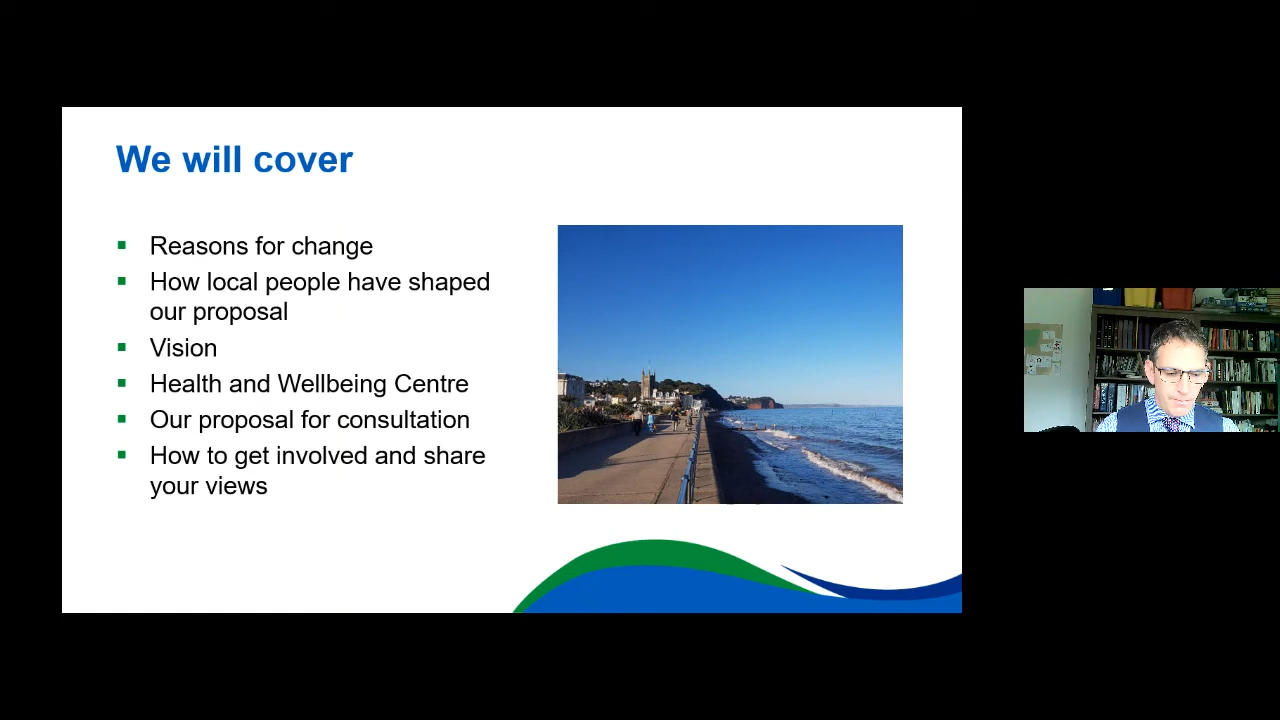 We will cover
Reasons for change
How local people have shaped
our proposal
Vision
Health and Wellbeing Centre
Our proposal for consultation
How to get involved and share
your views